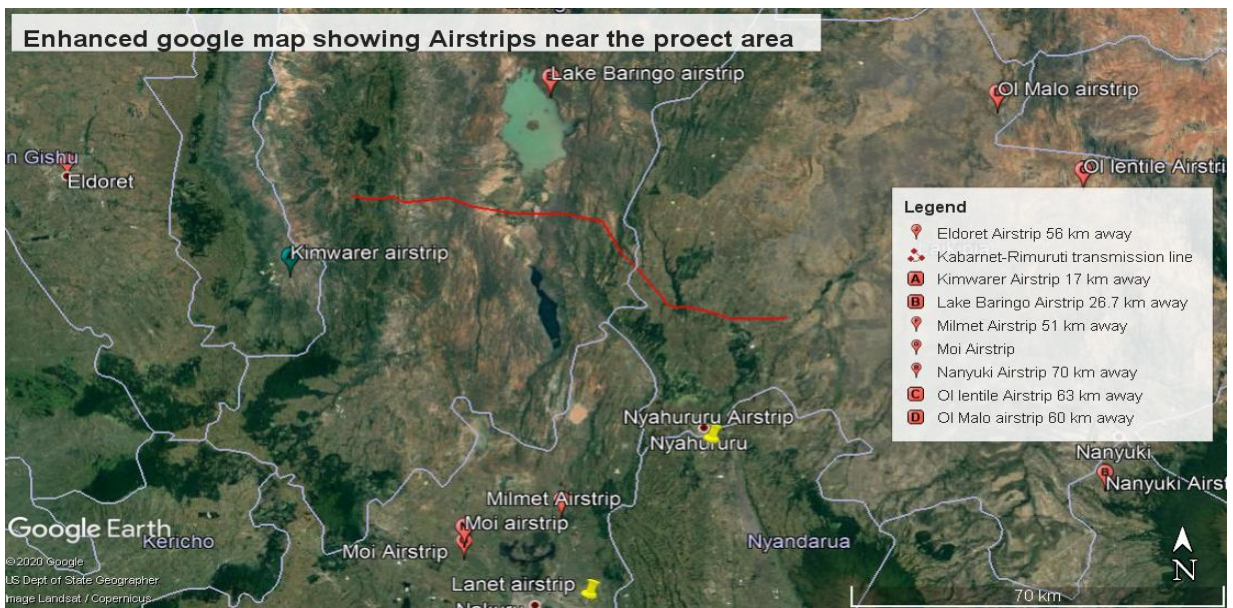 Enhanced google map showing Airstrips near the proect area
Lake Baringo airstrip
Ol Malo airstrip
n Gishu
Eldoret
Ol lentile Airstri
Kimwarer airstrip
Legend
Eldoret Airstrip 56 km away
Kabarnet-Rimuruti transmission line
A Kimwarer Airstrip 17 km away
B Lake Baringo Airstrip 26.7 km away
Milmet Airstrip 51 km away
Moi Airstrip
Nanyuki Airstrip 70 km away
C Ol lentile Airstrip 63 km away
D Ol Malo airstrip 60 km away
Nyahururu Airstrip
Nyahururu
Nanyuki
Nanyuki Airst
Milmet Airstrip
Moi airstrip
Moi Airstrip
Google Earth
Kericho
Nyandarua
©2020 Google
US Dept of State Geographer
Image Landsat / Copernicus
Lanet airstrip
Nakuru
N
70 km